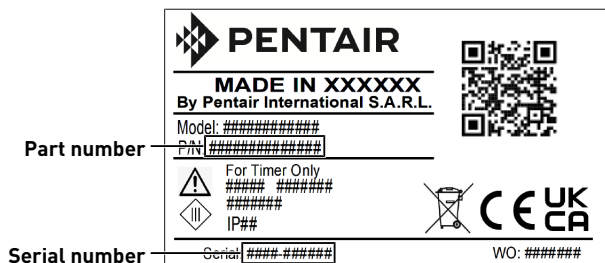 PENTAIR
MADE IN XXXXXX
By Pentair International S.A.R.L.
Model: ############
Part number
P/N: ##############
For Timer Only
##### #######
#######
IP##
CE UK
CA
Serial number
Serial: #### ######
WO: #######